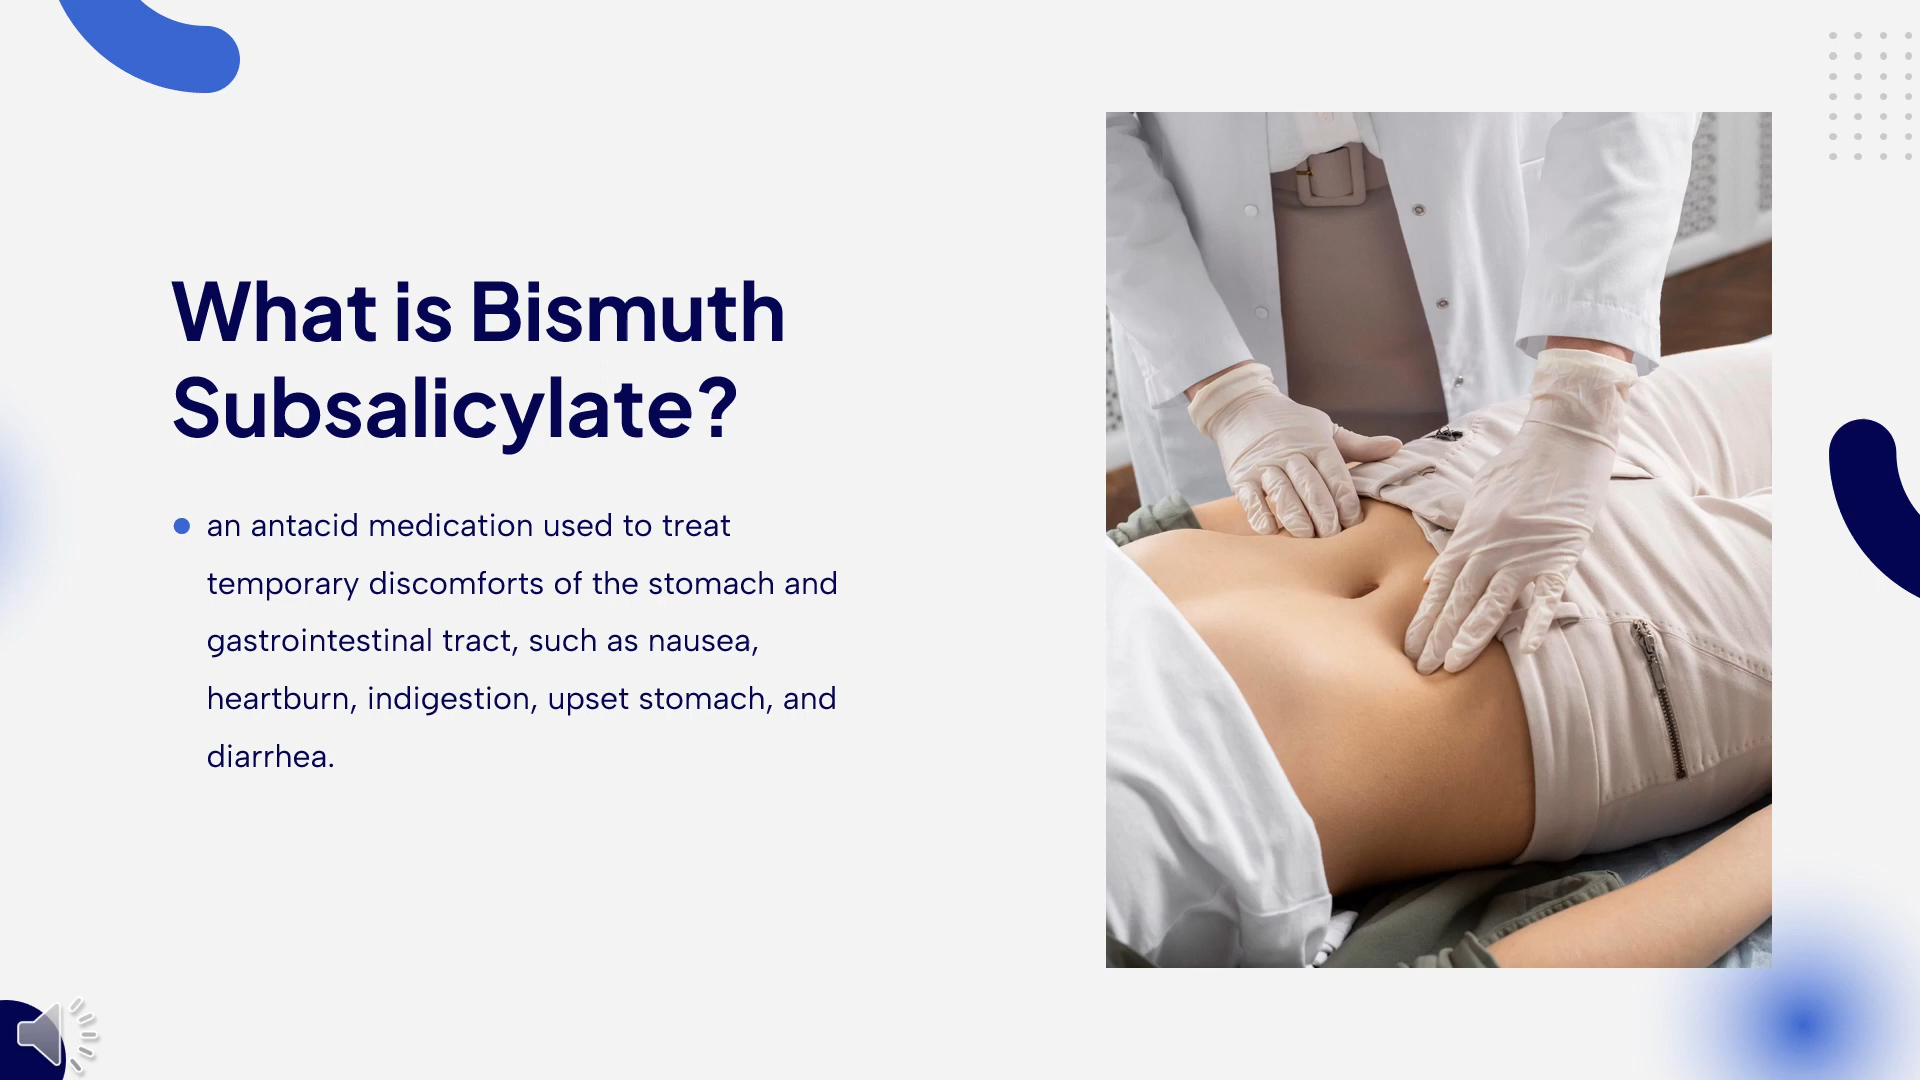 What is Bismuth
Subsalicylate?
an antacid medication used to treat
temporary discomforts of the stomach and
gastrointestinal tract, such as nausea,
heartburn, indigestion, upset stomach, and
diarrhea.